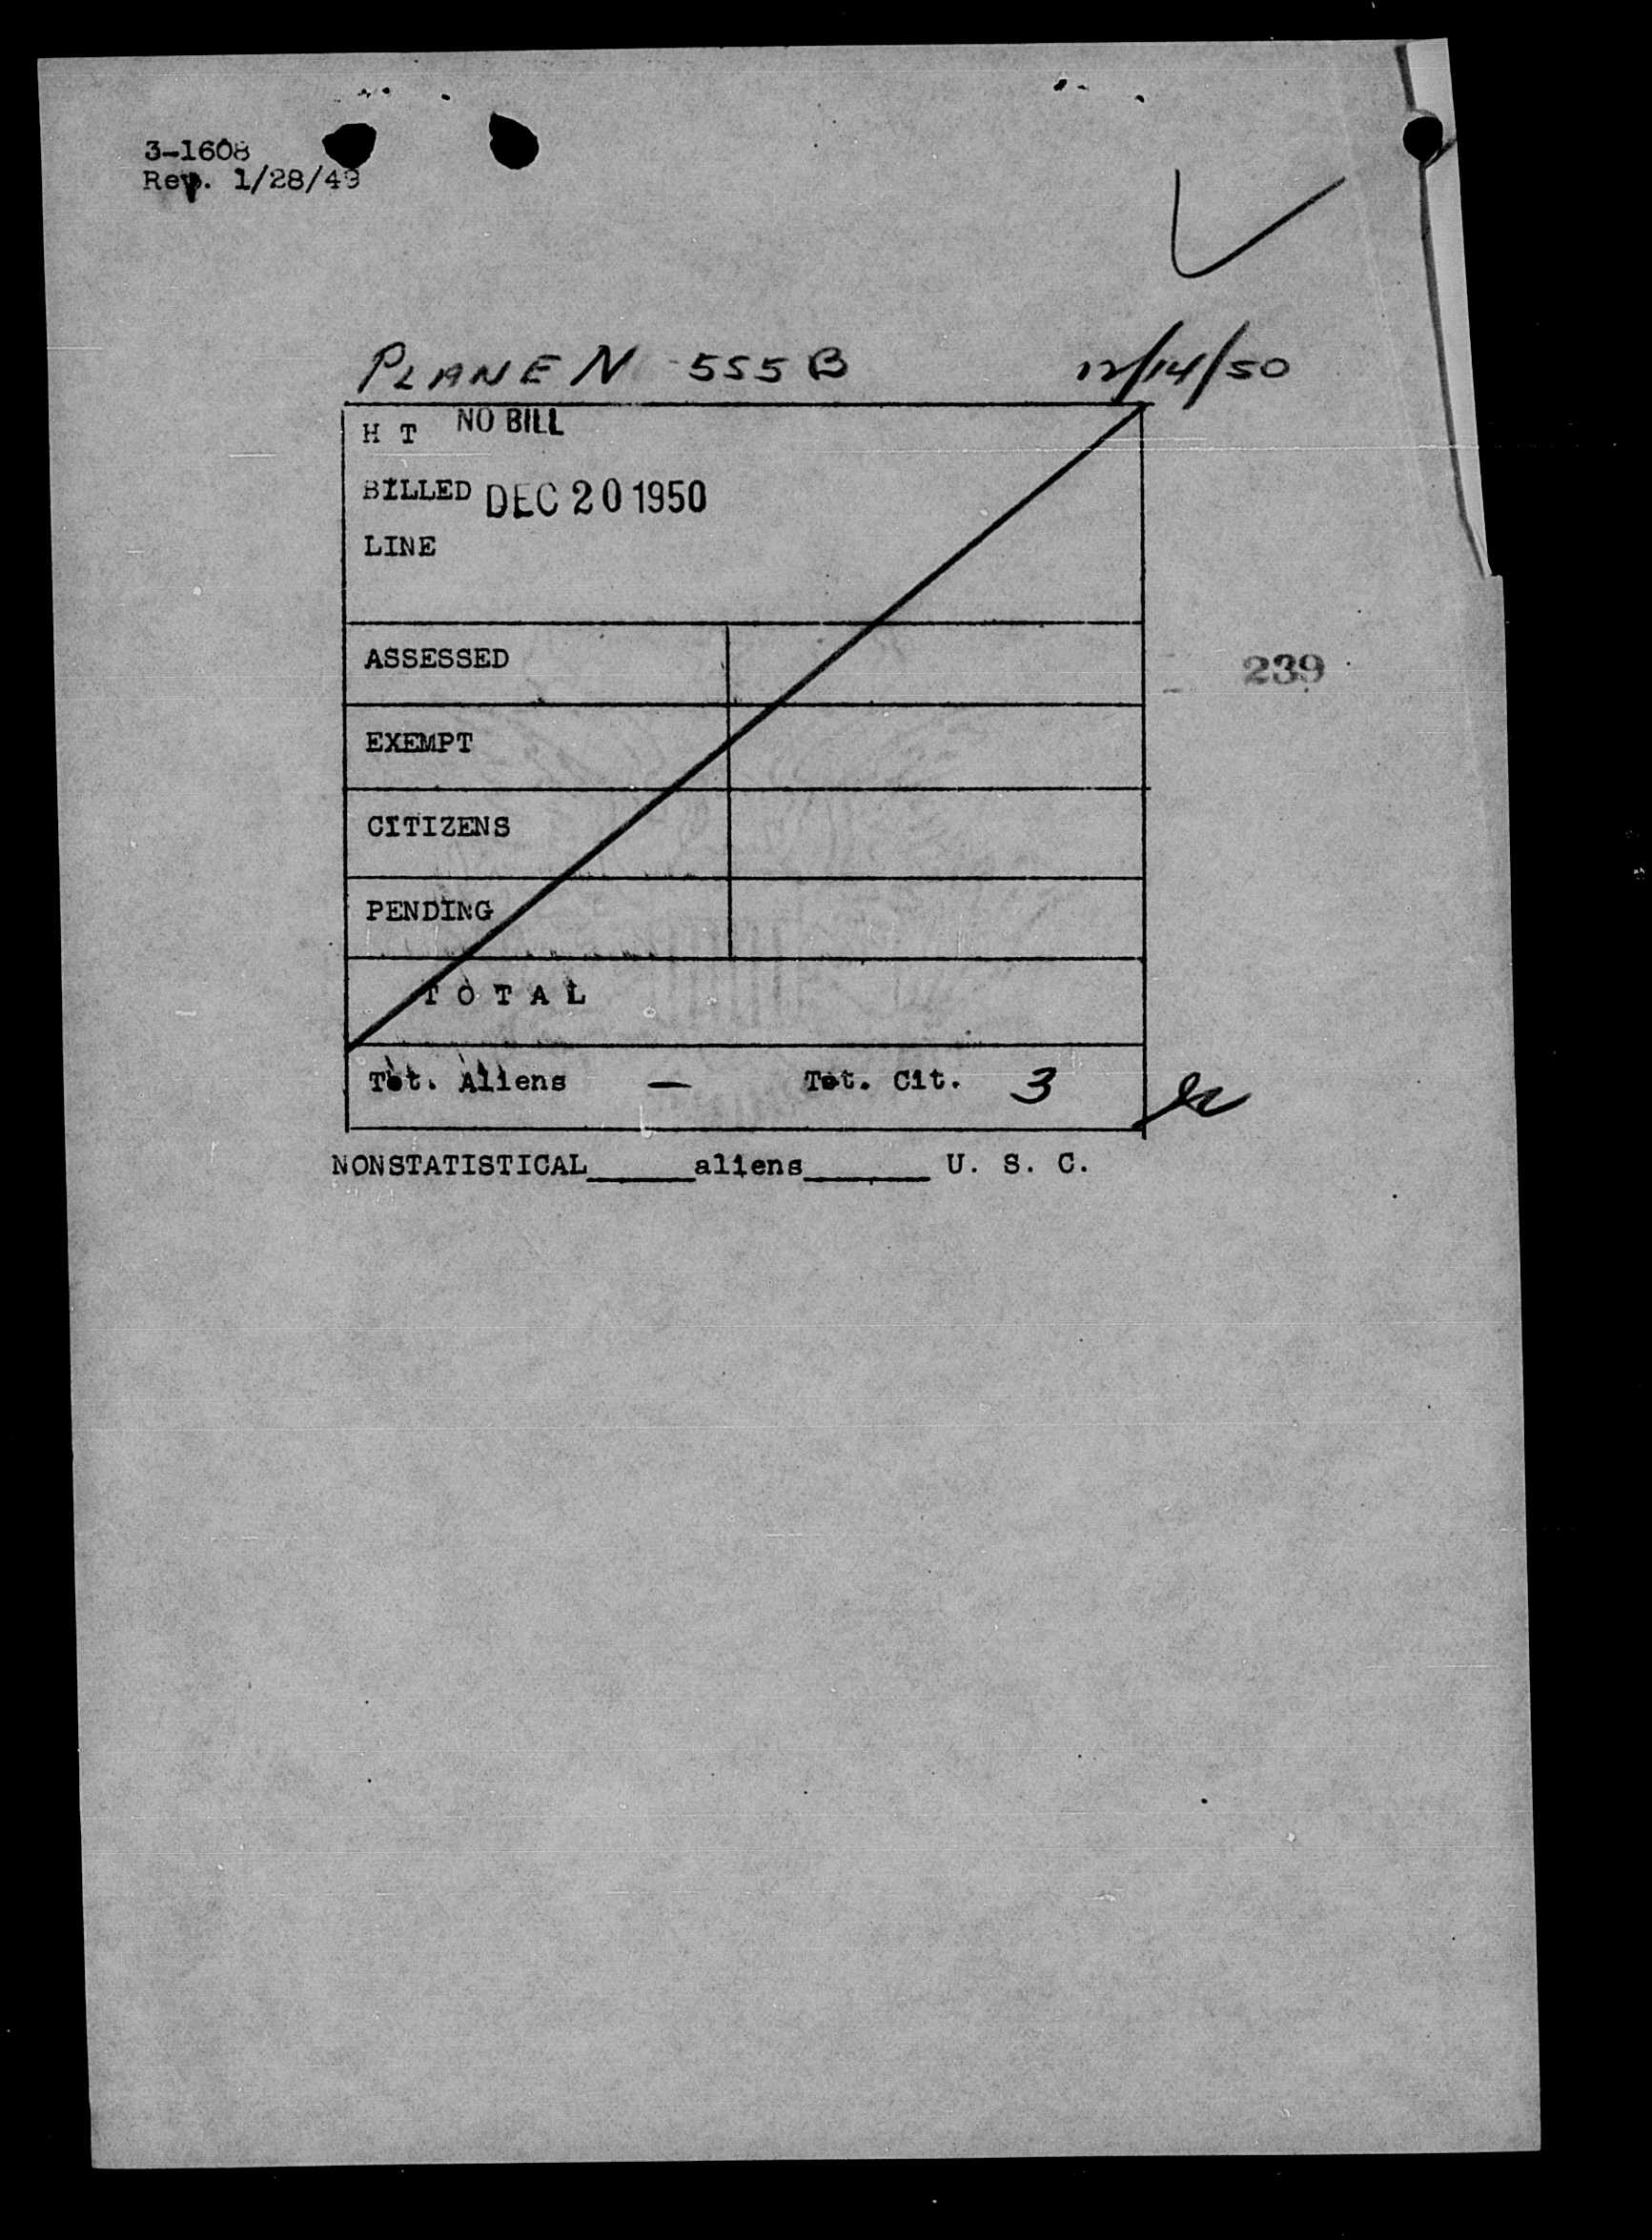 3-1608
Rev. 1/28/49
PLANE N 555B 12/14/50
H T NO BILL
BILLED DEC 20 1950
LINE
ASSESSED
239
EXEMPT
CITIZENS
PENDING
TOTAL
Tot. Aliens — Tot. Cit. 3
NONSTATISTICAL______aliens_______ U. S. C.